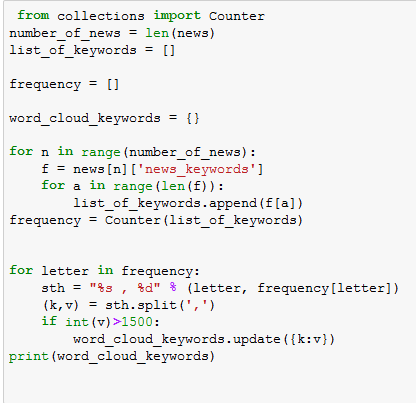 from collections import Counter
number_of_news = len(news)
list_of_keywords = []
frequency = []
word_cloud_keywords = {}
for n in range(number_of_news):
    f = news[n]['news_keywords']
    for a in range(len(f)):
        list_of_keywords.append(f[a])
frequency = Counter(list_of_keywords)
for letter in frequency:
    sth = "%s , %d" % (letter, frequency[letter])
    (k,v) = sth.split(',')
    if int(v)>1500:
        word_cloud_keywords.update({k:v})
print(word_cloud_keywords)